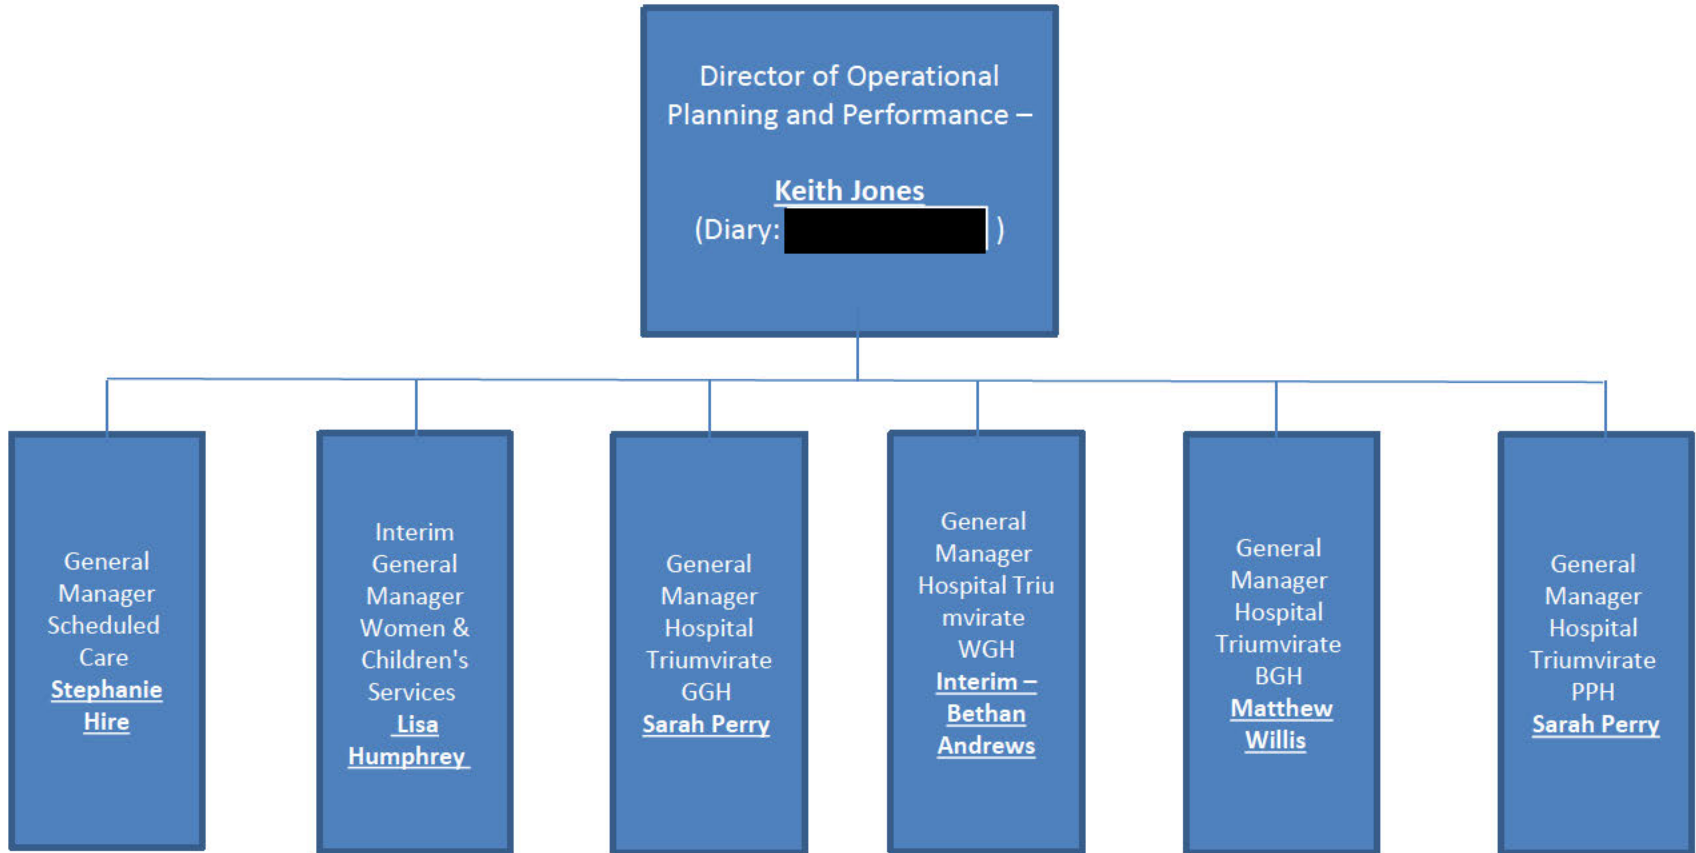 Director of Operational
Planning and Performance –
Keith Jones
(Diary: )
General
Manager
Scheduled
Care
Stephanie
Hire
Interim
General
Manager
Women &
Children's
Services
Lisa
Humphrey
General
Manager
Hospital
Triumvirate
GGH
Sarah Perry
General
Manager
Hospital Triu
mvirate
WGH
Interim –
Bethan
Andrews
General
Manager
Hospital
Triumvirate
BGH
Matthew
Willis
General
Manager
Hospital
Triumvirate
PPH
Sarah Perry